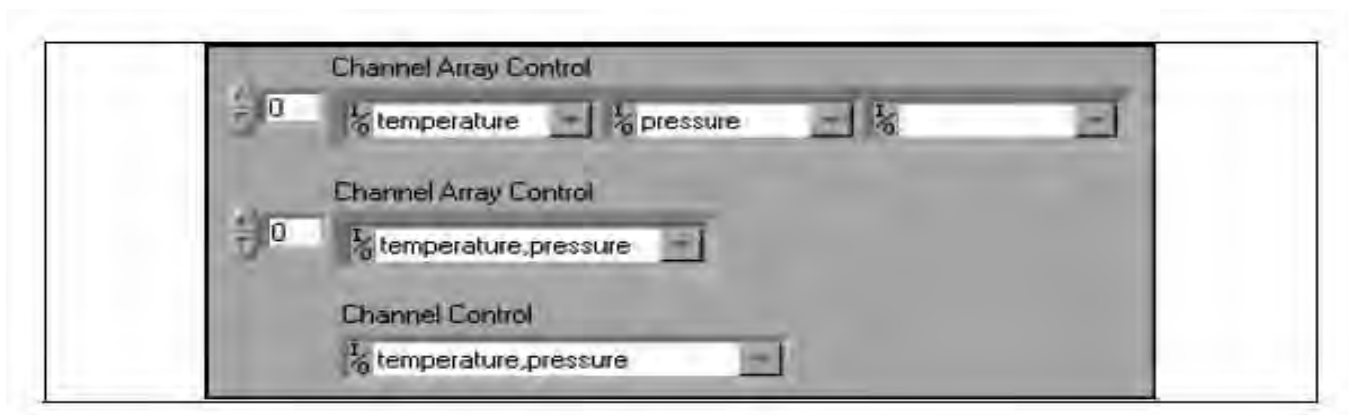 Channel Array Control
0 I/O temperature I/O pressure I/O
Channel Array Control
0 I/O temperature,pressure
Channel Control
I/O temperature,pressure